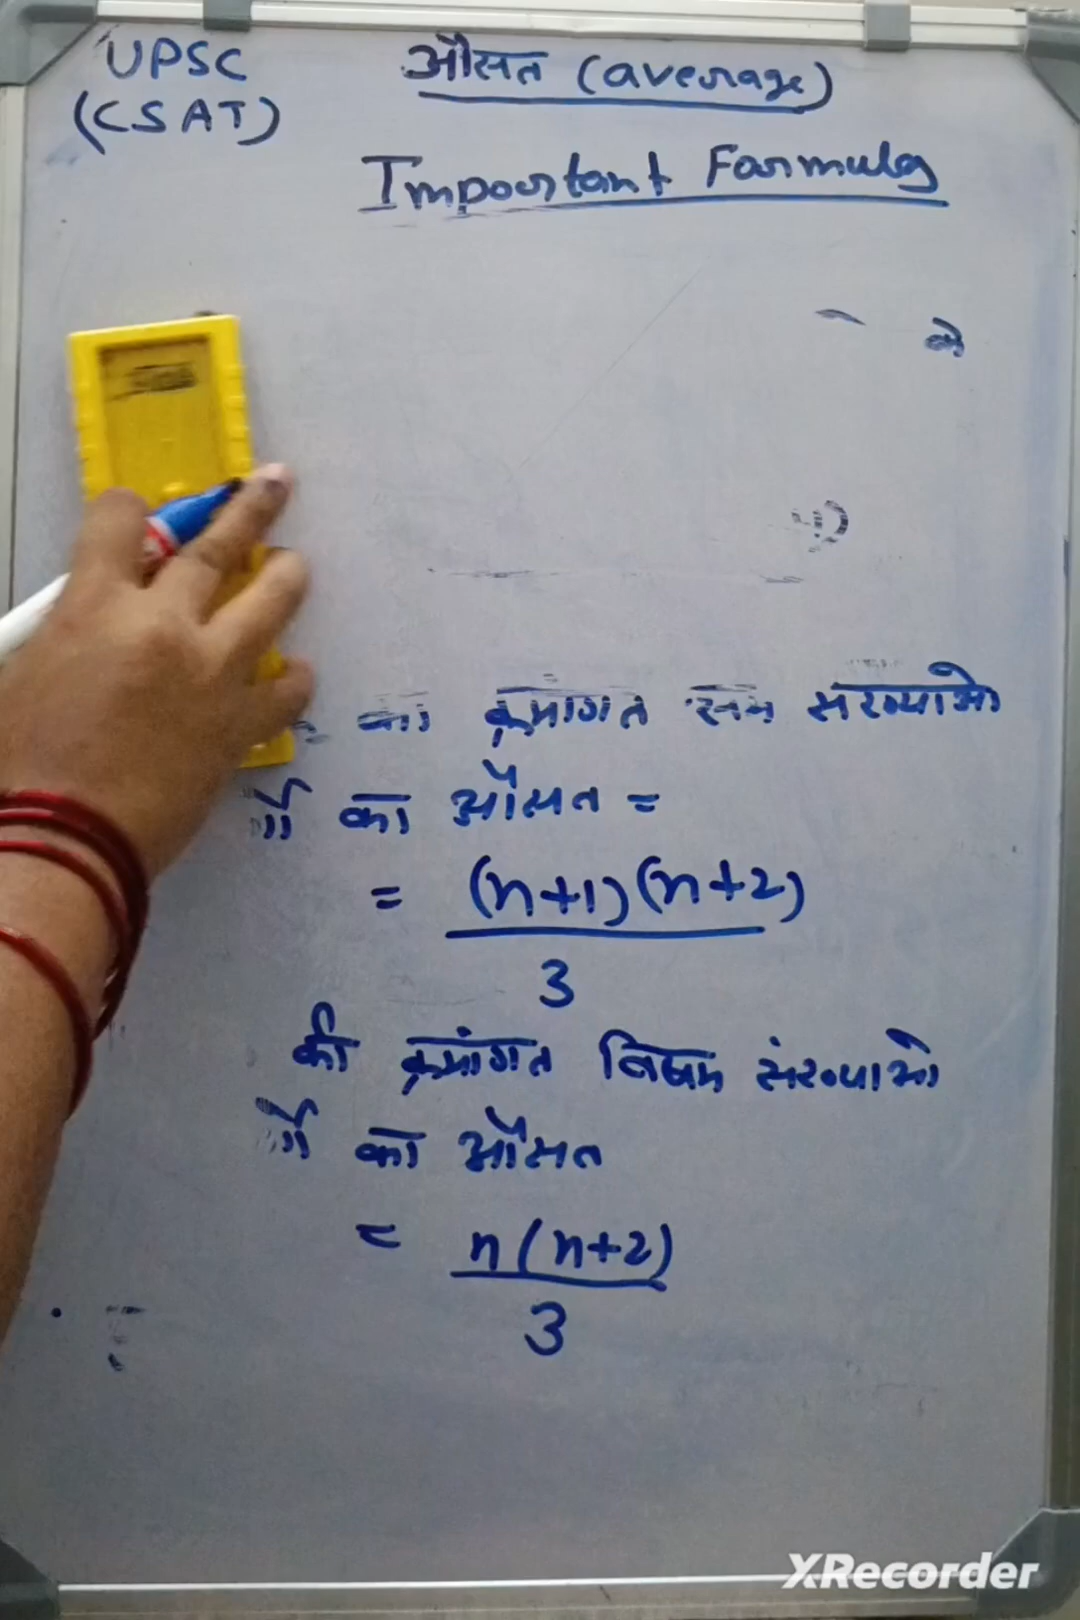 UPSC औसत (average)
(CSAT)
Important Formula
के
का क्रमागत सम संख्याओ
का औसत =
= (n+1)(n+2)
3
की क्रमांगत विषम संख्याओ
का औसत
= n(n+2)
3
XRecorder